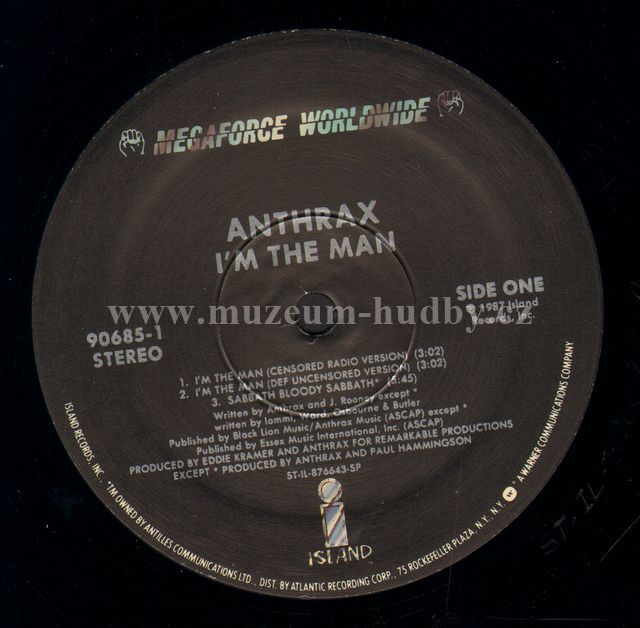 MEGAFORCE WORLDWIDE
ANTHRAX
I'M THE MAN
SIDE ONE
℗ 1987 Island
Records, Inc.
www.muzeum-hudby.cz
90685-1
STEREO
1. I'M THE MAN (CENSORED RADIO VERSION) (3:02)
2. I'M THE MAN (DEF UNCENSORED VERSION) (3:02)
3. SABBATH BLOODY SABBATH* (5:45)
Written by Anthrax and J. Rooney except *
written by Iommi, Ward, Osbourne & Butler
Published by Black Lion Music/Anthrax Music (ASCAP) except *
Published by Essex Music International, Inc. (ASCAP)
PRODUCED BY EDDIE KRAMER AND ANTHRAX FOR REMARKABLE PRODUCTIONS
EXCEPT * PRODUCED BY ANTHRAX AND PAUL HAMMINGSON
ST-IL-876643-SP
i
ISLAND
ISLAND RECORDS, INC., "TM OWNED BY ANTILLES COMMUNICATIONS LTD., DIST. BY ATLANTIC RECORDING CORP., 75 ROCKEFELLER PLAZA, N.Y., N.Y. W ® A WARNER COMMUNICATIONS COMPANY
ST-IL